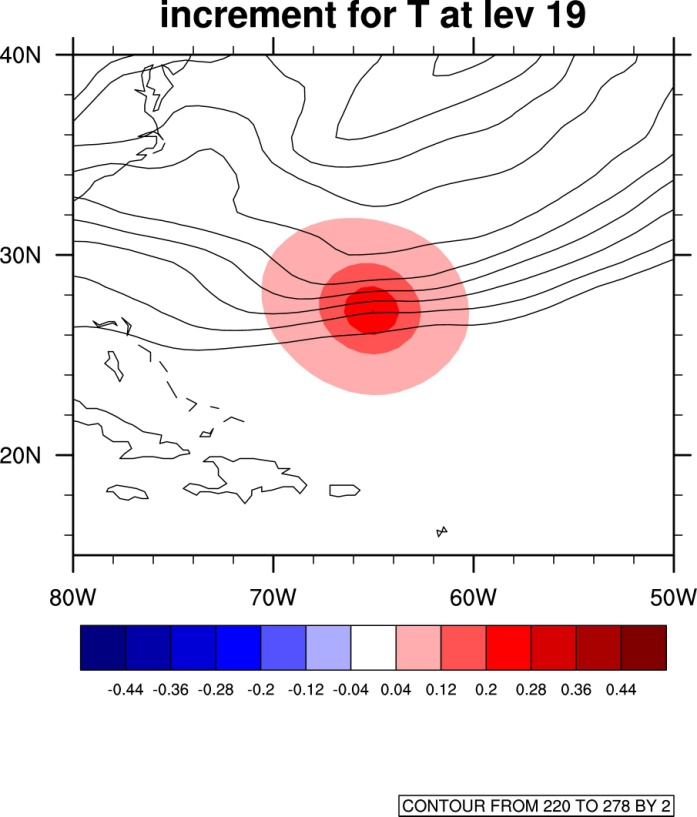 increment for T at lev 19
40N
30N
20N
80W 70W 60W 50W
-0.44 -0.36 -0.28 -0.2 -0.12 -0.04 0.04 0.12 0.2 0.28 0.36 0.44
CONTOUR FROM 220 TO 278 BY 2